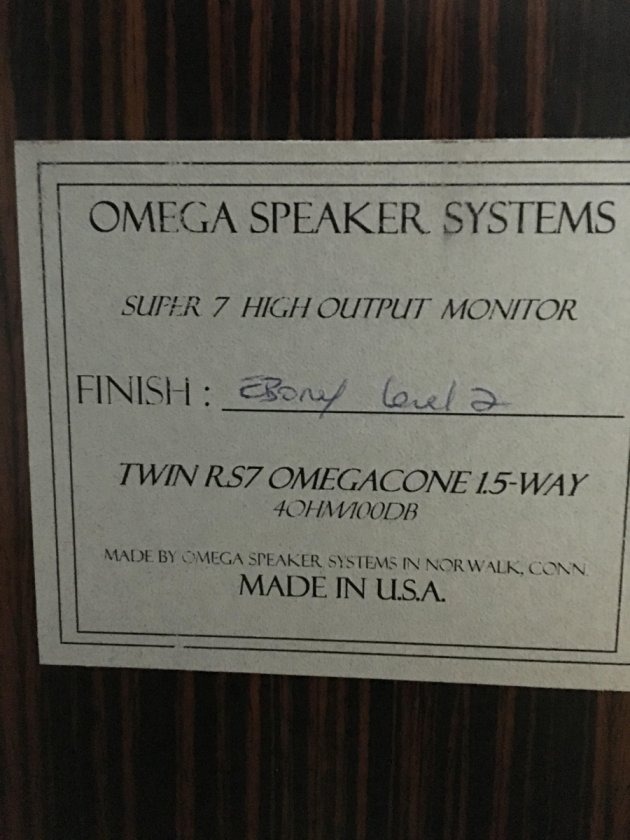 OMEGA SPEAKER SYSTEMS
SUPER 7 HIGH OUTPUT MONITOR
FINISH : Ebony level 2
TWIN RS7 OMEGACONE 1.5-WAY
4OHM/100DB
MADE BY OMEGA SPEAKER SYSTEMS IN NORWALK, CONN.
MADE IN U.S.A.